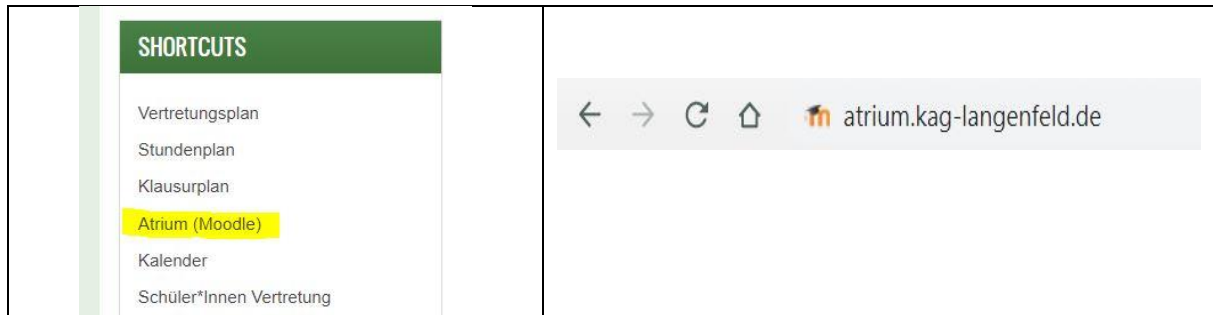 SHORTCUTS
Vertretungsplan
Stundenplan
Klausurplan
Atrium (Moodle)
Kalender
Schüler*Innen Vertretung
atrium.kag-langenfeld.de